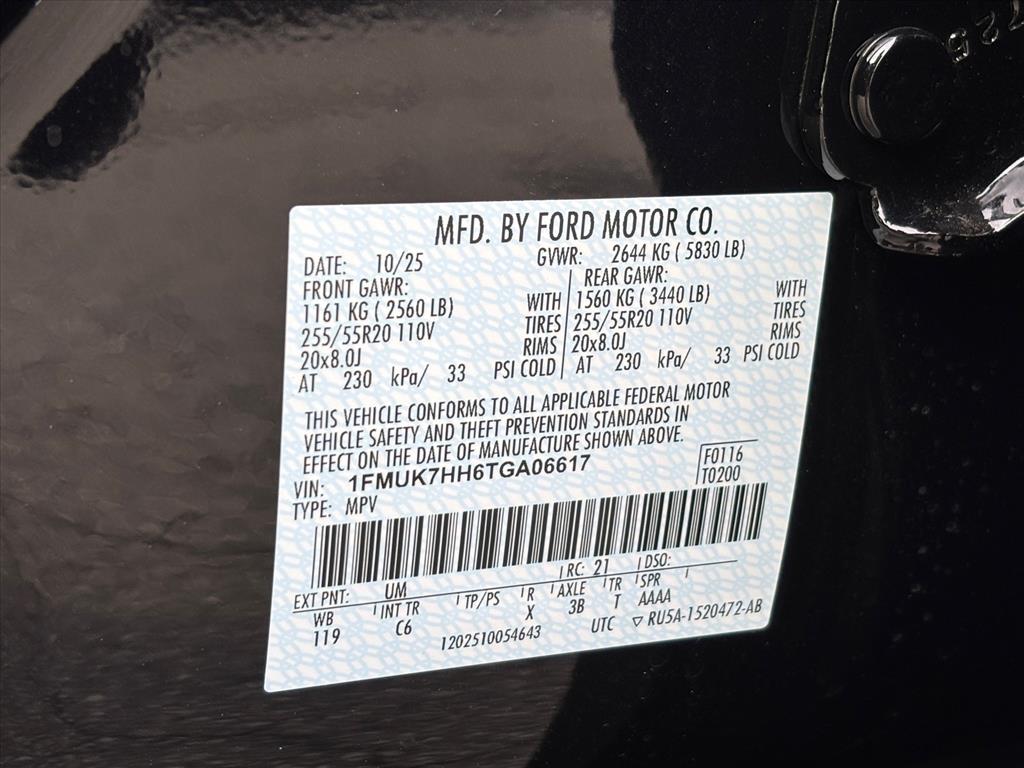 MFD. BY FORD MOTOR CO.
DATE: 10/25 GVWR: 2644 KG ( 5830 LB)
FRONT GAWR: REAR GAWR:
1161 KG ( 2560 LB) WITH 1560 KG ( 3440 LB) WITH
255/55R20 110V TIRES 255/55R20 110V TIRES
20x8.0J RIMS 20x8.0J RIMS
AT 230 kPa/ 33 PSI COLD AT 230 kPa/ 33 PSI COLD
THIS VEHICLE CONFORMS TO ALL APPLICABLE FEDERAL MOTOR
VEHICLE SAFETY AND THEFT PREVENTION STANDARDS IN
EFFECT ON THE DATE OF MANUFACTURE SHOWN ABOVE.
VIN: 1FMUK7HH6TGA06617 F0116
TYPE: MPV T0200
EXT PNT: UM RC: 21 DSO:
WB INT TR TP/PS R AXLE TR SPR
119 C6 X 3B T AAAA
1202510054643 UTC ▽ RU5A-1520472-AB